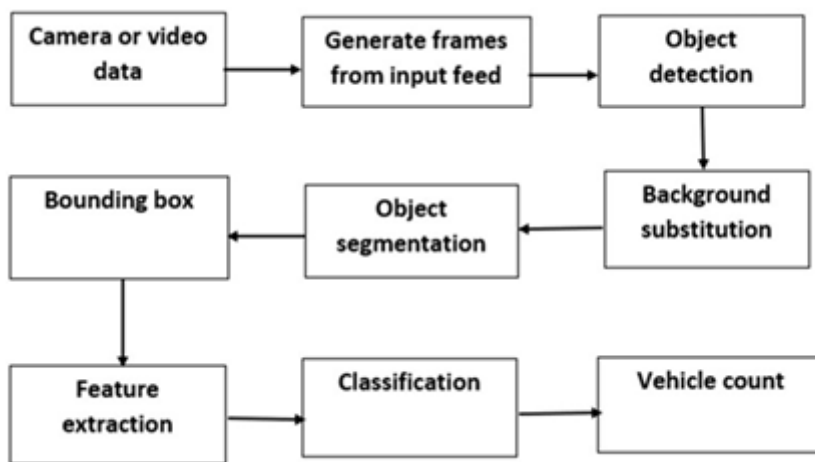 Camera or video
data
Generate frames
from input feed
Object
detection
Background
substitution
Object
segmentation
Bounding box
Feature
extraction
Classification
Vehicle count